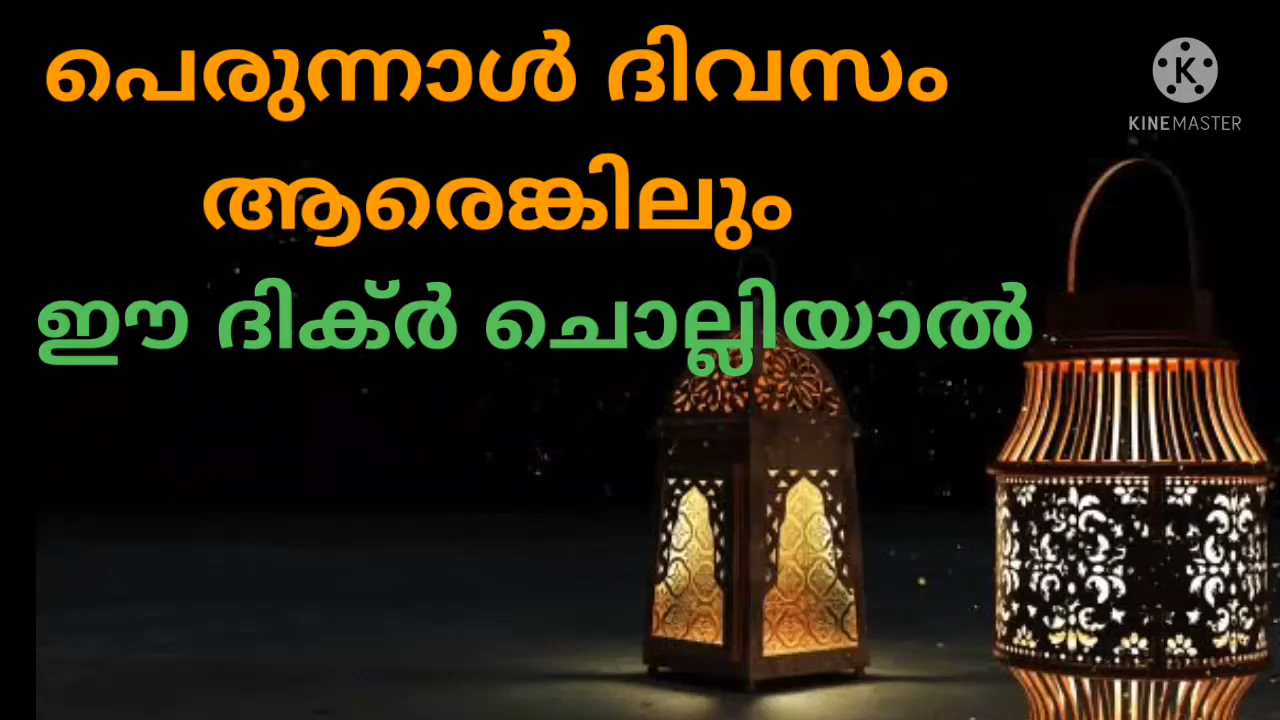 പെരുന്നാൾ ദിവസം
ആരെങ്കിലും
ഈ ദിക്ർ ചൊല്ലിയാൽ
K
KINEMASTER